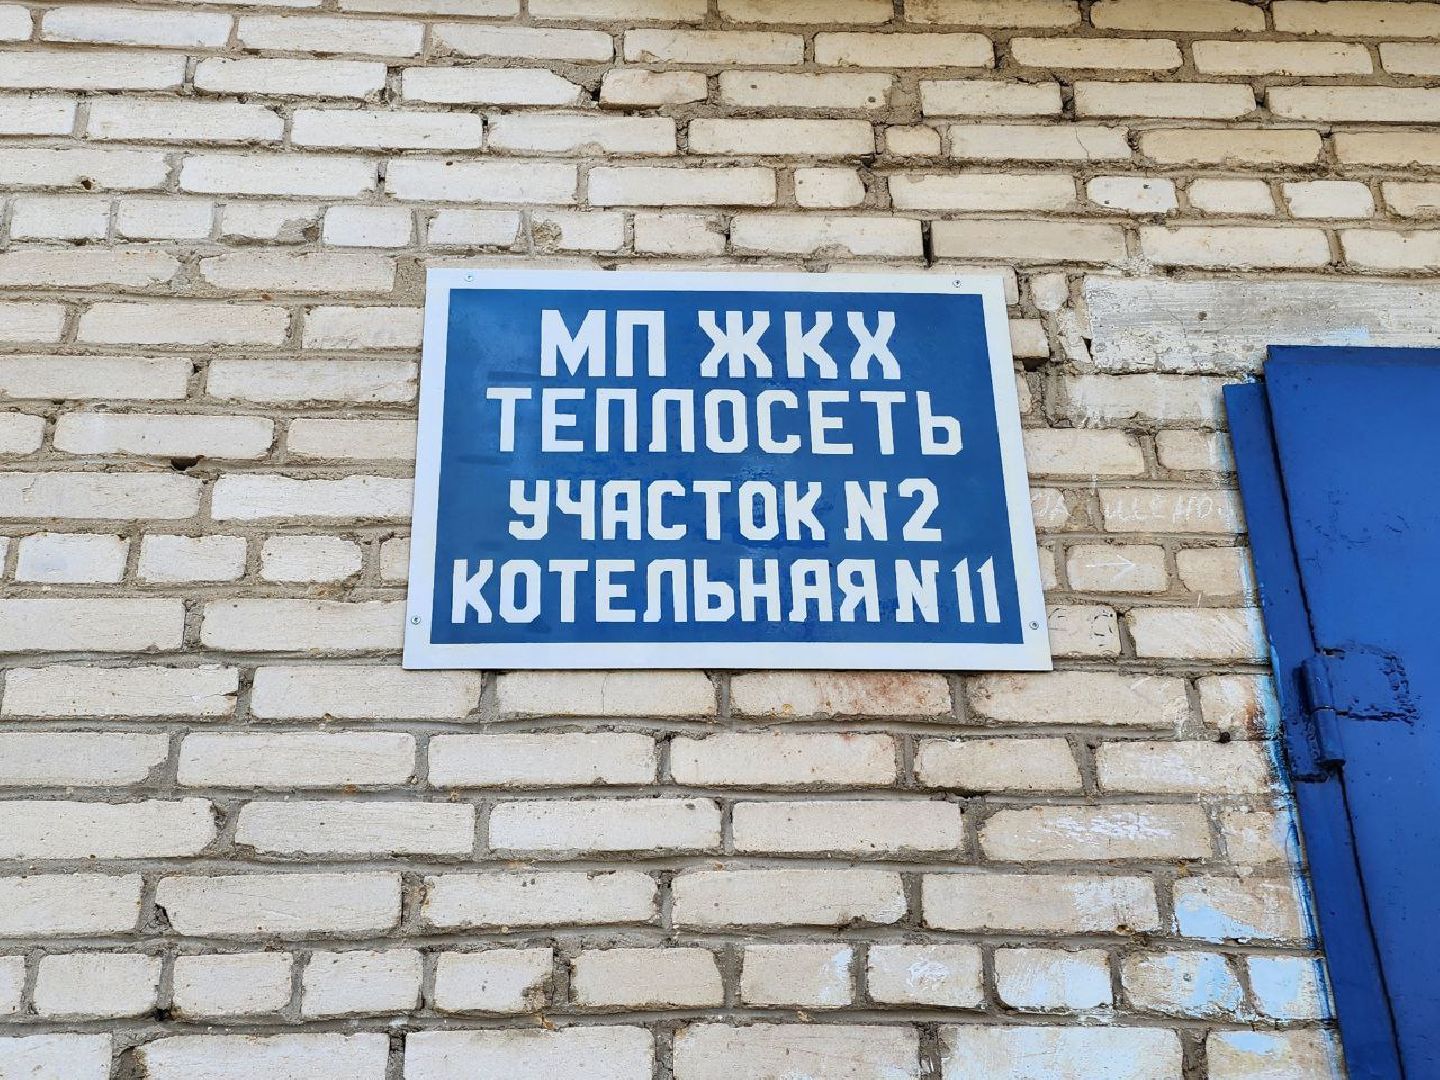 МП ЖКХ
ТЕПЛОСЕТЬ
УЧАСТОК N 2
КОТЕЛЬНАЯ N 11